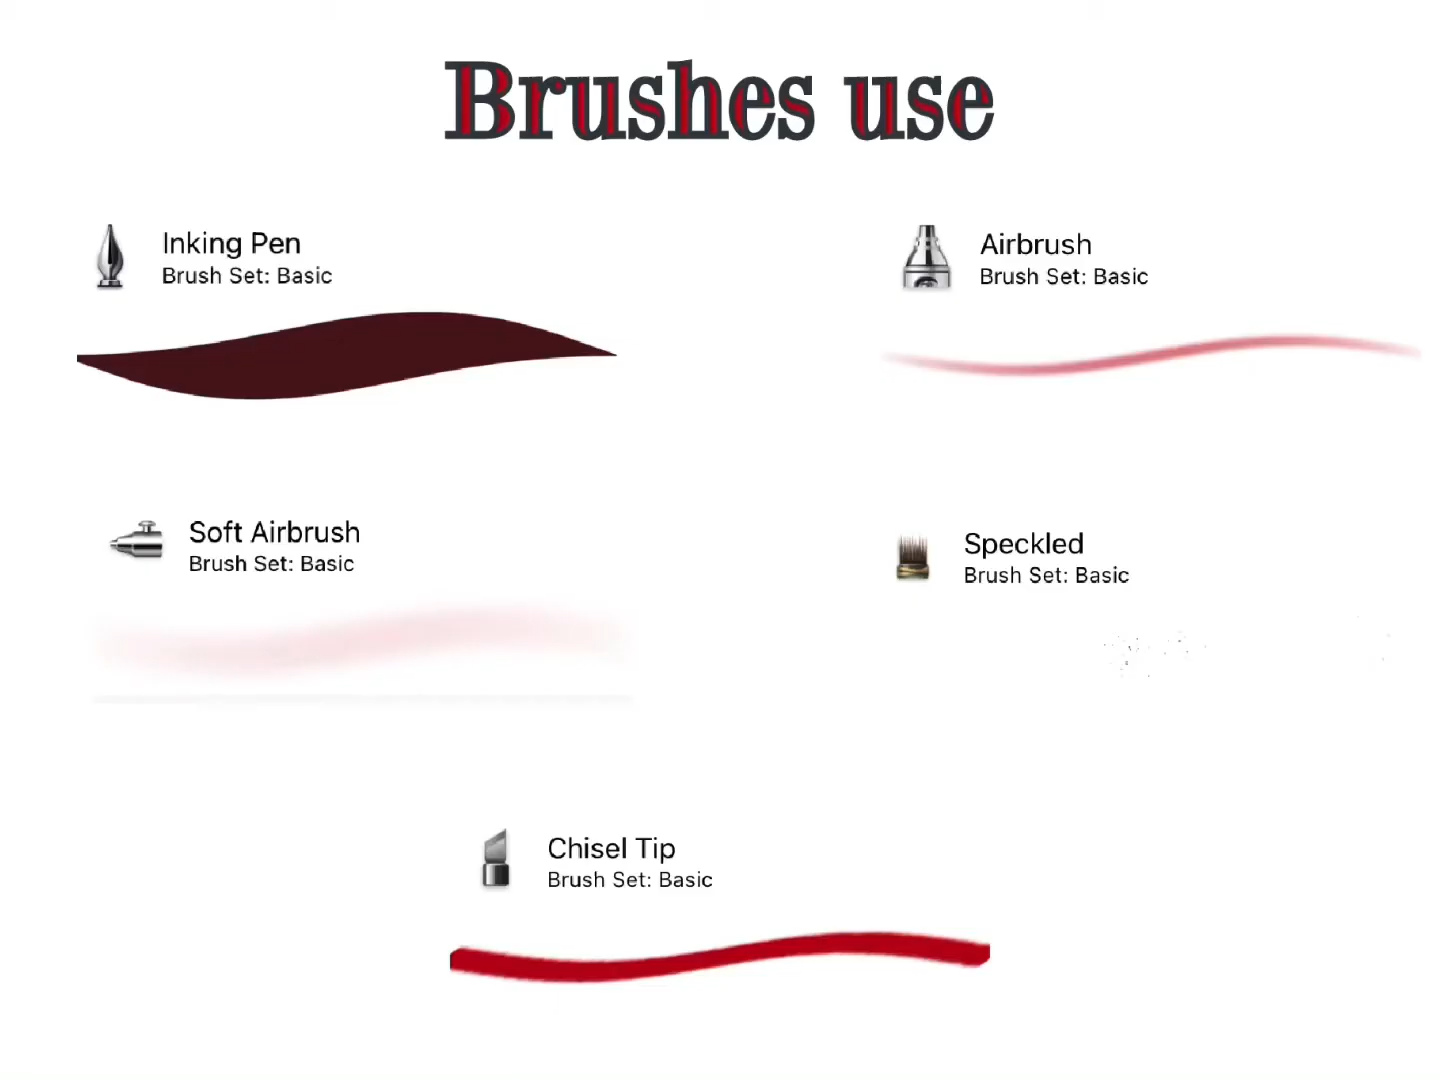 Brushes use
Inking Pen
Brush Set: Basic
Airbrush
Brush Set: Basic
Soft Airbrush
Brush Set: Basic
Speckled
Brush Set: Basic
Chisel Tip
Brush Set: Basic